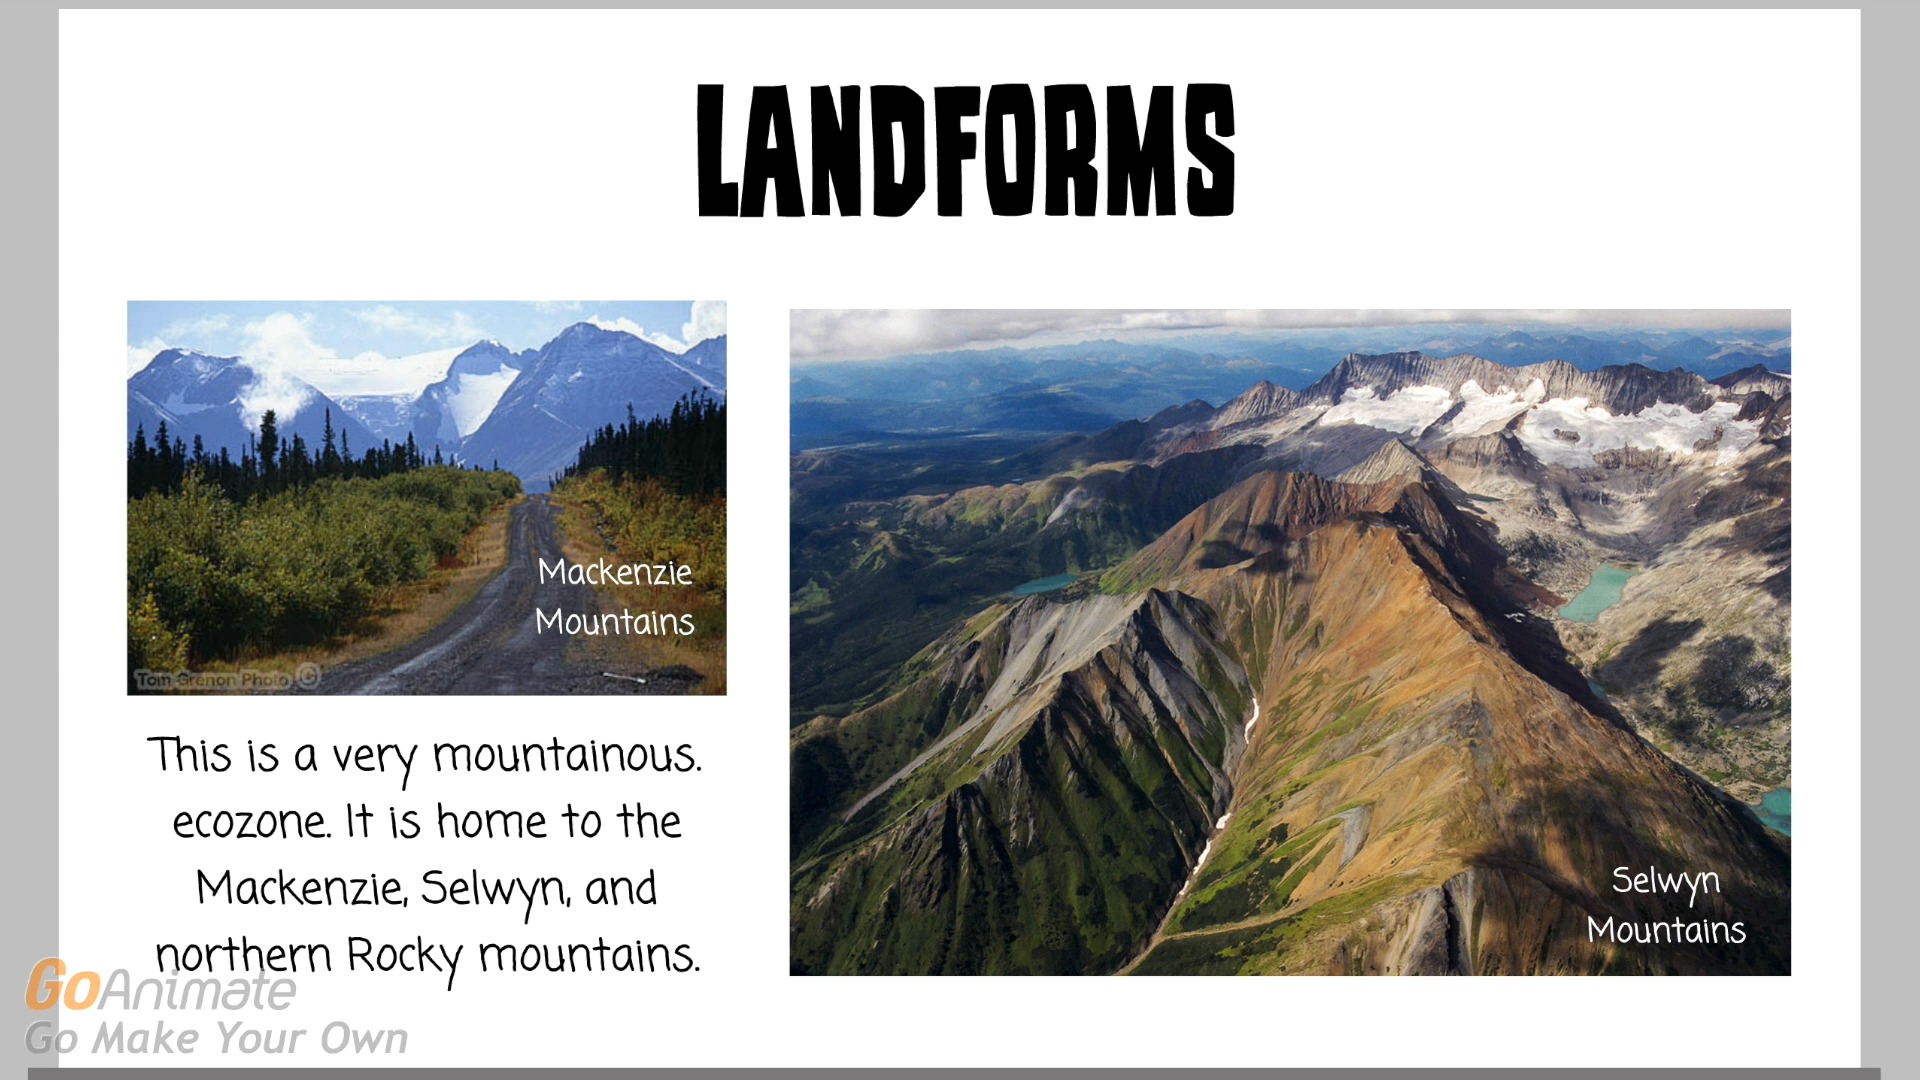 LANDFORMS
Mackenzie
Mountains
Tom Grenon Photo ©
This is a very mountainous.
ecozone. It is home to the
Mackenzie, Selwyn, and
northern Rocky mountains.
Selwyn
Mountains
GoAnimate
Go Make Your Own